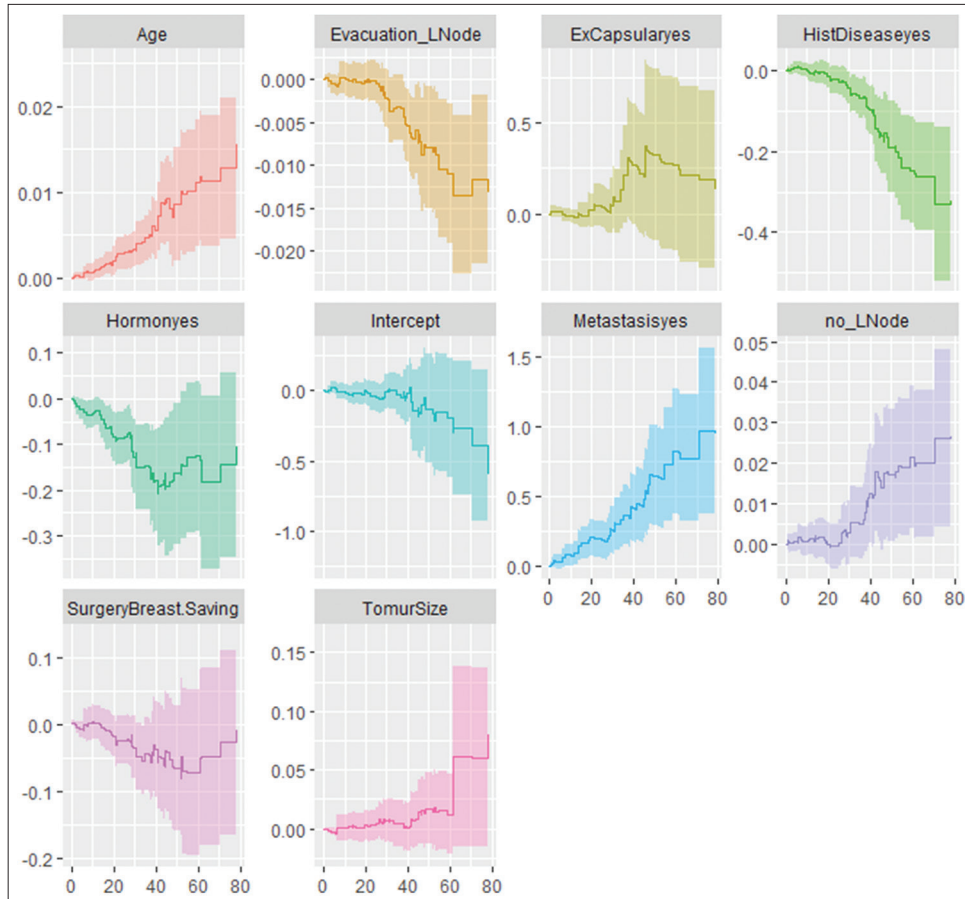 Age
0.02
0.01
0.00
Evacuation_LNode
0.000
-0.005
-0.010
-0.015
-0.020
ExCapsularyes
0.5
0.0
HistDiseaseyes
0.0
-0.2
-0.4
Hormonyes
0.1
0.0
-0.1
-0.2
-0.3
Intercept
0.0
-0.5
-1.0
Metastasisyes
1.5
1.0
0.5
0.0
0 20 40 60 80
no_LNode
0.05
0.04
0.03
0.02
0.01
0.00
0 20 40 60 80
SurgeryBreast.Saving
0.1
0.0
-0.1
-0.2
0 20 40 60 80
TomurSize
0.15
0.10
0.05
0.00
0 20 40 60 80